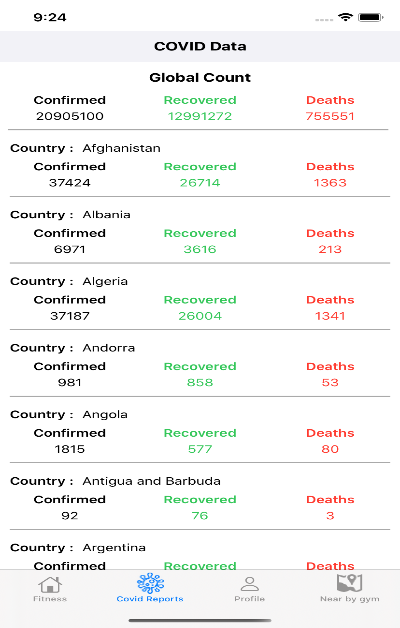 9:24
COVID Data
Global Count
Confirmed Recovered Deaths
20905100 12991272 755551
Country : Afghanistan
Confirmed Recovered Deaths
37424 26714 1363
Country : Albania
Confirmed Recovered Deaths
6971 3616 213
Country : Algeria
Confirmed Recovered Deaths
37187 26004 1341
Country : Andorra
Confirmed Recovered Deaths
981 858 53
Country : Angola
Confirmed Recovered Deaths
1815 577 80
Country : Antigua and Barbuda
Confirmed Recovered Deaths
92 76 3
Country : Argentina
Confirmed Recovered Deaths
Fitness Covid Reports Profile Near by gym